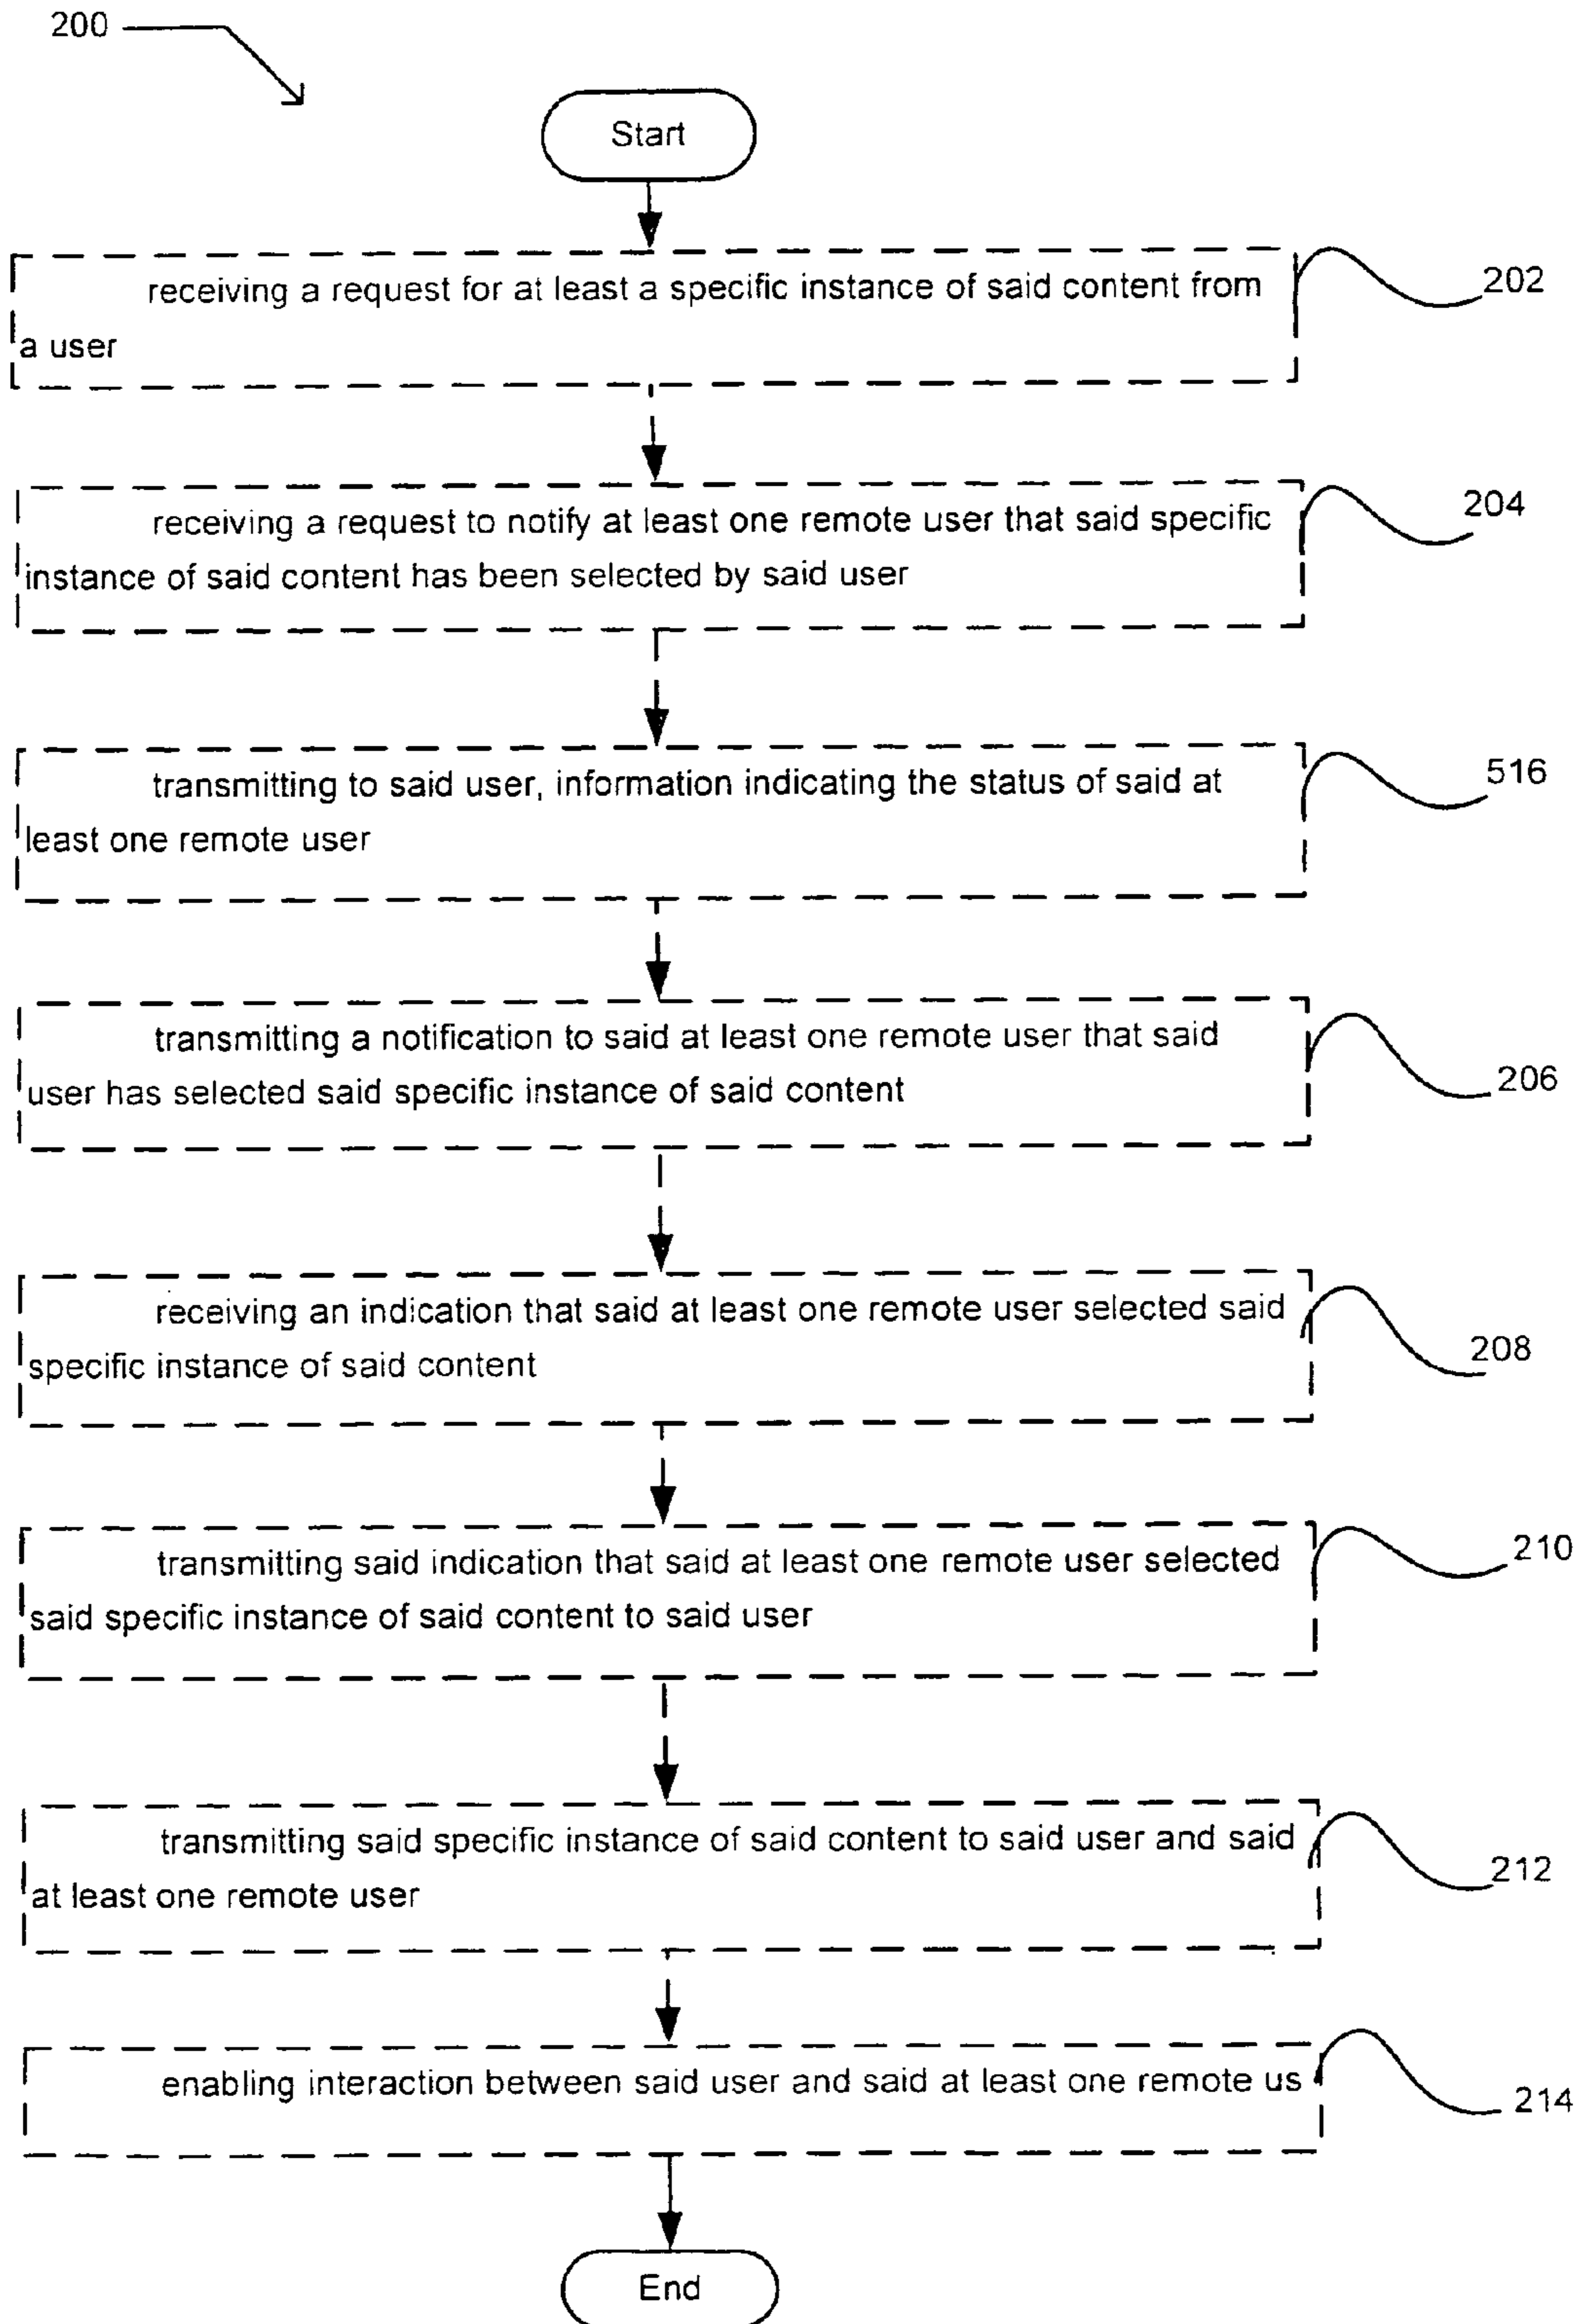 200
Start
receiving a request for at least a specific instance of said content from
a user
202
receiving a request to notify at least one remote user that said specific
instance of said content has been selected by said user
204
transmitting to said user, information indicating the status of said at
least one remote user
516
transmitting a notification to said at least one remote user that said
user has selected said specific instance of said content
206
receiving an indication that said at least one remote user selected said
specific instance of said content
208
transmitting said indication that said at least one remote user selected
said specific instance of said content to said user
210
transmitting said specific instance of said content to said user and said
at least one remote user
212
enabling interaction between said user and said at least one remote us
214
End